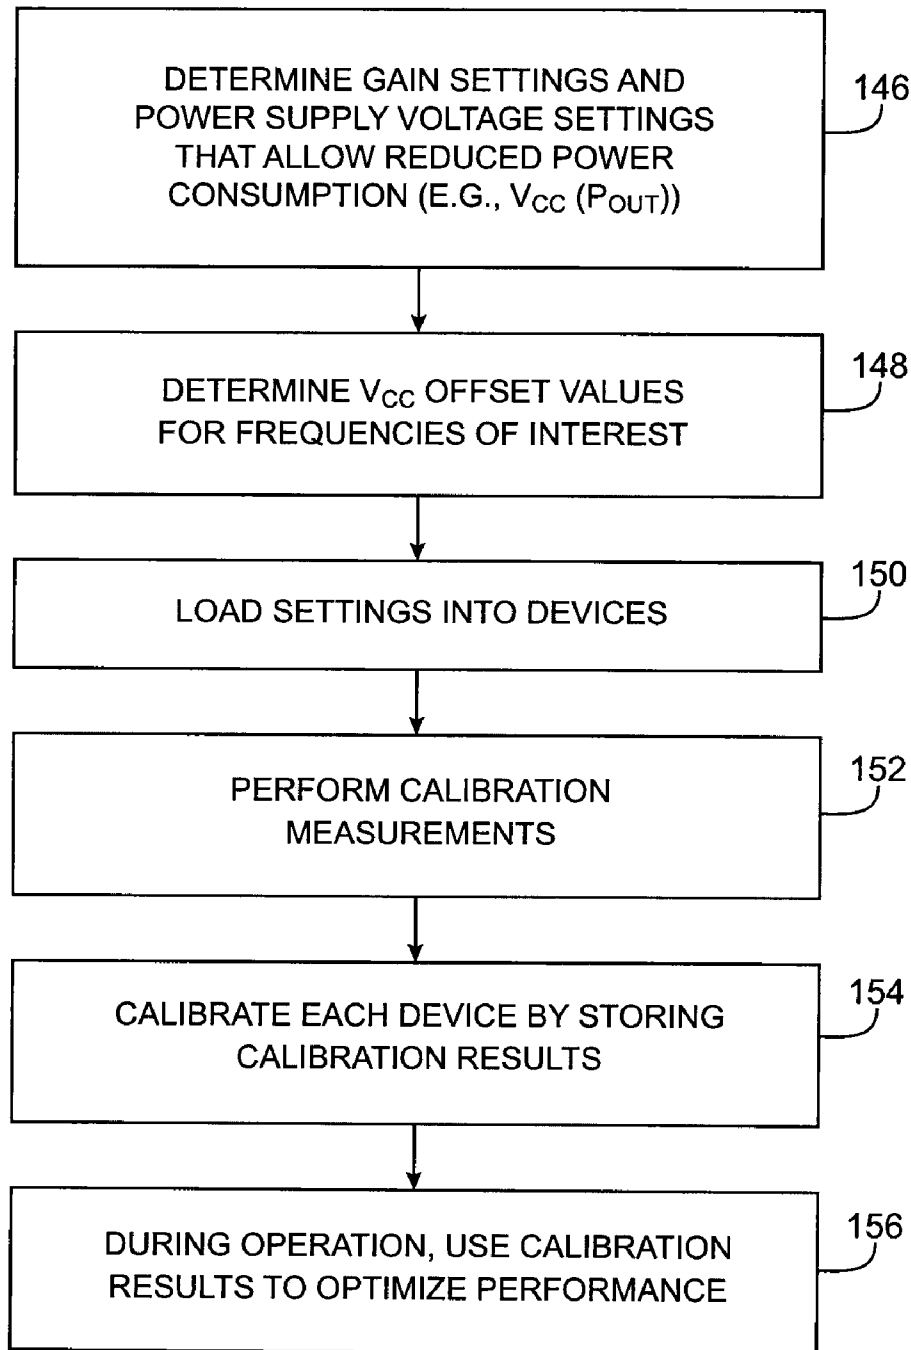 DETERMINE GAIN SETTINGS AND
POWER SUPPLY VOLTAGE SETTINGS
THAT ALLOW REDUCED POWER
CONSUMPTION (E.G., VCC (POUT))
146
DETERMINE VCC OFFSET VALUES
FOR FREQUENCIES OF INTEREST
148
LOAD SETTINGS INTO DEVICES
150
PERFORM CALIBRATION
MEASUREMENTS
152
CALIBRATE EACH DEVICE BY STORING
CALIBRATION RESULTS
154
DURING OPERATION, USE CALIBRATION
RESULTS TO OPTIMIZE PERFORMANCE
156